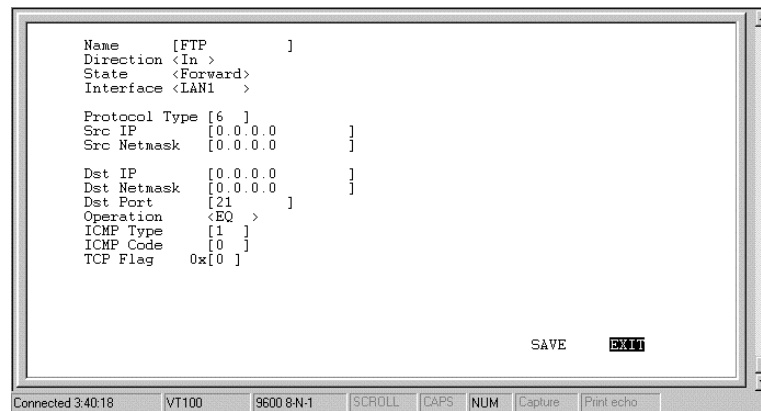 Name [FTP ]
Direction <In >
State <Forward>
Interface <LAN1 >
Protocol Type [6 ]
Src IP [0.0.0.0 ]
Src Netmask [0.0.0.0 ]
Dst IP [0.0.0.0 ]
Dst Netmask [0.0.0.0 ]
Dst Port [21 ]
Operation <EQ >
ICMP Type [1 ]
ICMP Code [0 ]
TCP Flag 0x[0 ]
SAVE EXIT
Connected 3:40:18 VT100 9600 8-N-1 SCROLL CAPS NUM Capture Print echo